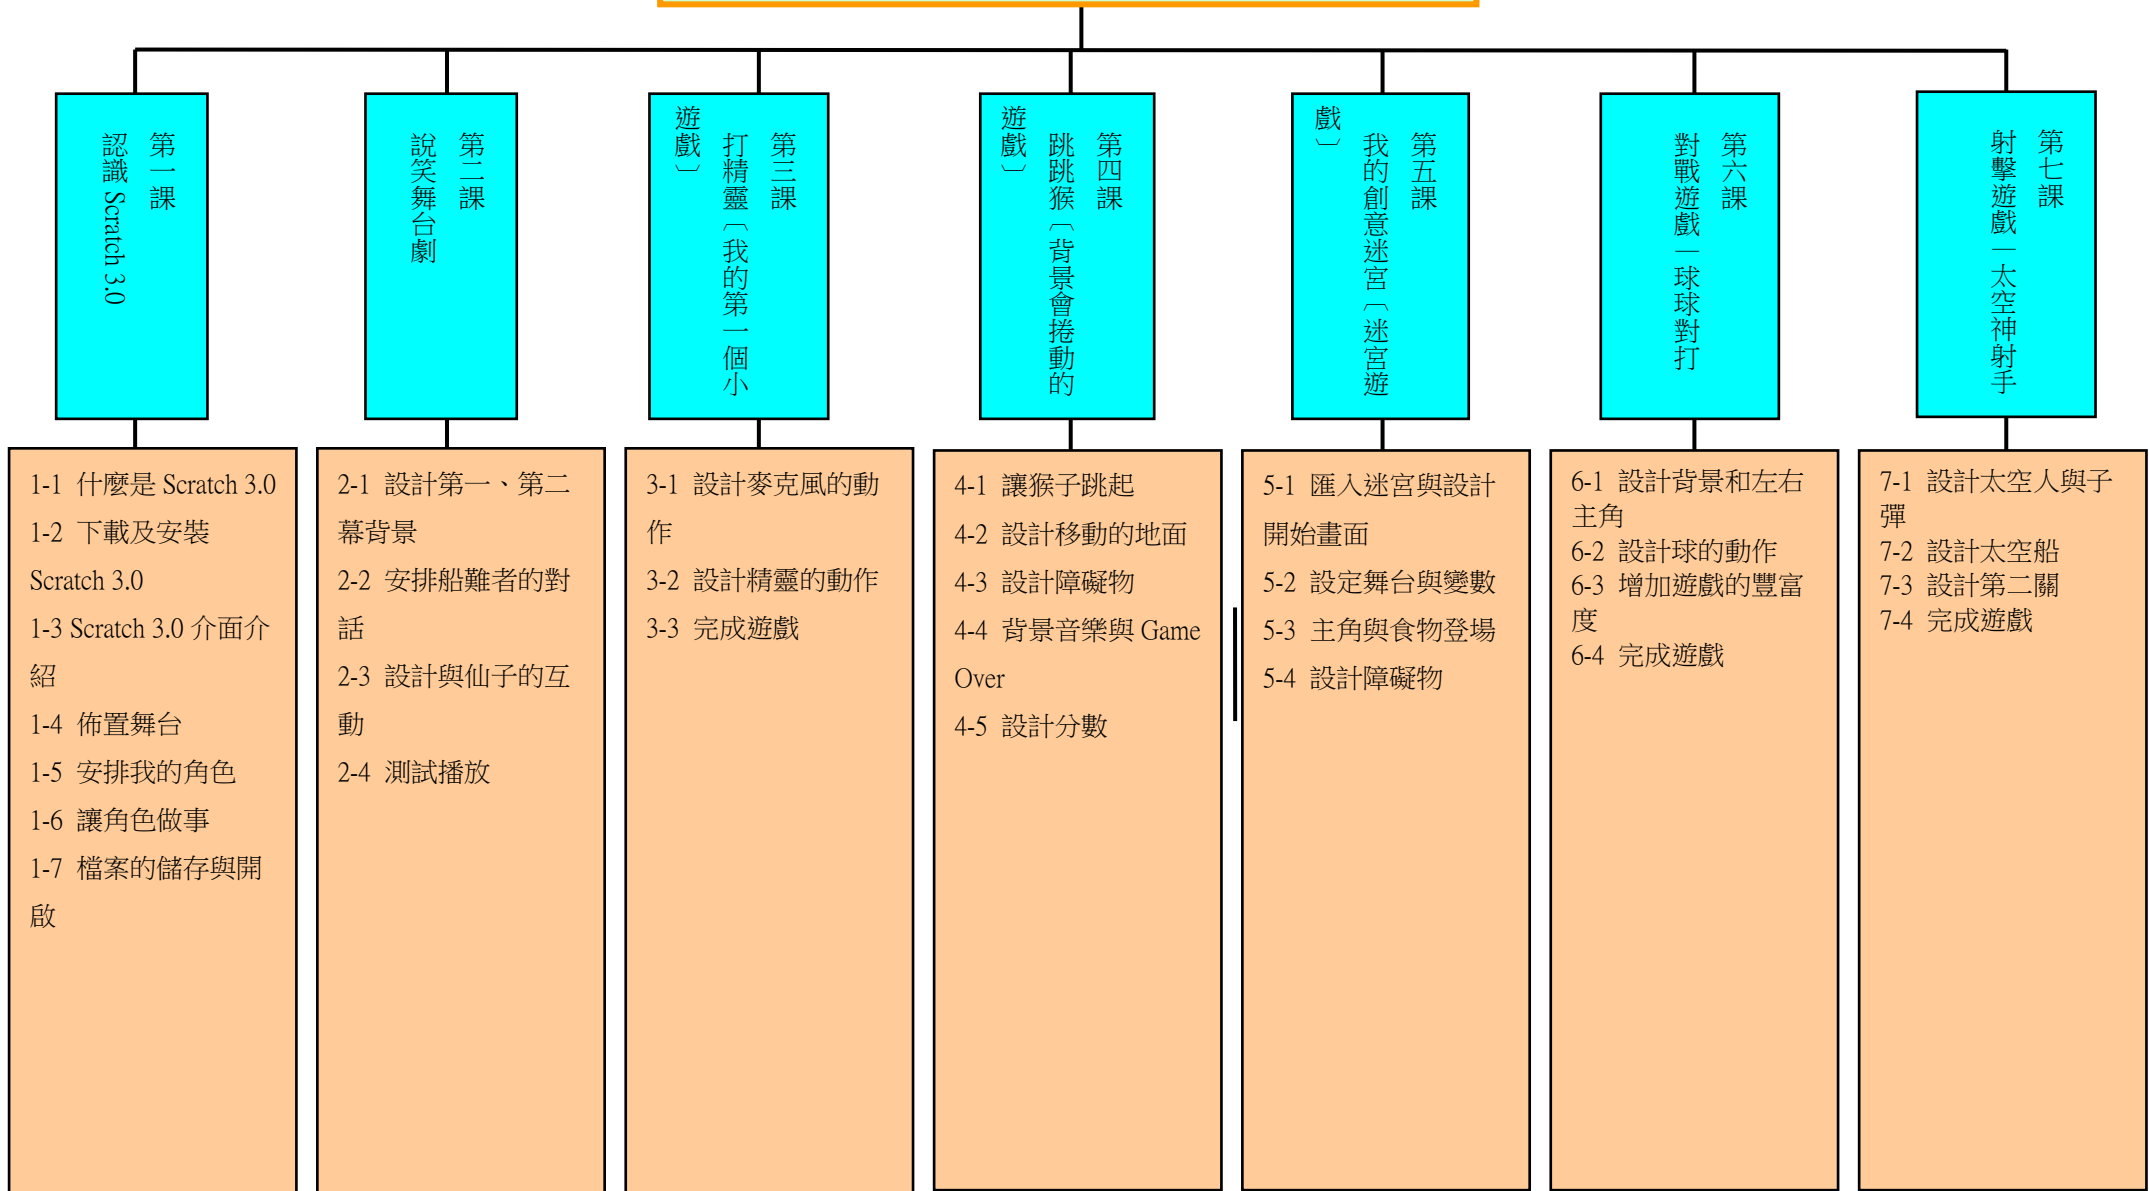 第一課
認識 Scratch 3.0
第二課
說笑舞台劇
第三課
打精靈〔我的第一個小
遊戲〕
第四課
跳跳猴〔背景會捲動的
遊戲〕
第五課
我的創意迷宮〔迷宮遊
戲〕
第六課
對戰遊戲—球球對打
第七課
射擊遊戲—太空神射手
1-1 什麼是 Scratch 3.0
1-2 下載及安裝
Scratch 3.0
1-3 Scratch 3.0 介面介
紹
1-4 佈置舞台
1-5 安排我的角色
1-6 讓角色做事
1-7 檔案的儲存與開
啟
2-1 設計第一、第二
幕背景
2-2 安排船難者的對
話
2-3 設計與仙子的互
動
2-4 測試播放
3-1 設計麥克風的動
作
3-2 設計精靈的動作
3-3 完成遊戲
4-1 讓猴子跳起
4-2 設計移動的地面
4-3 設計障礙物
4-4 背景音樂與 Game
Over
4-5 設計分數
5-1 匯入迷宮與設計
開始畫面
5-2 設定舞台與變數
5-3 主角與食物登場
5-4 設計障礙物
6-1 設計背景和左右
主角
6-2 設計球的動作
6-3 增加遊戲的豐富
度
6-4 完成遊戲
7-1 設計太空人與子
彈
7-2 設計太空船
7-3 設計第二關
7-4 完成遊戲